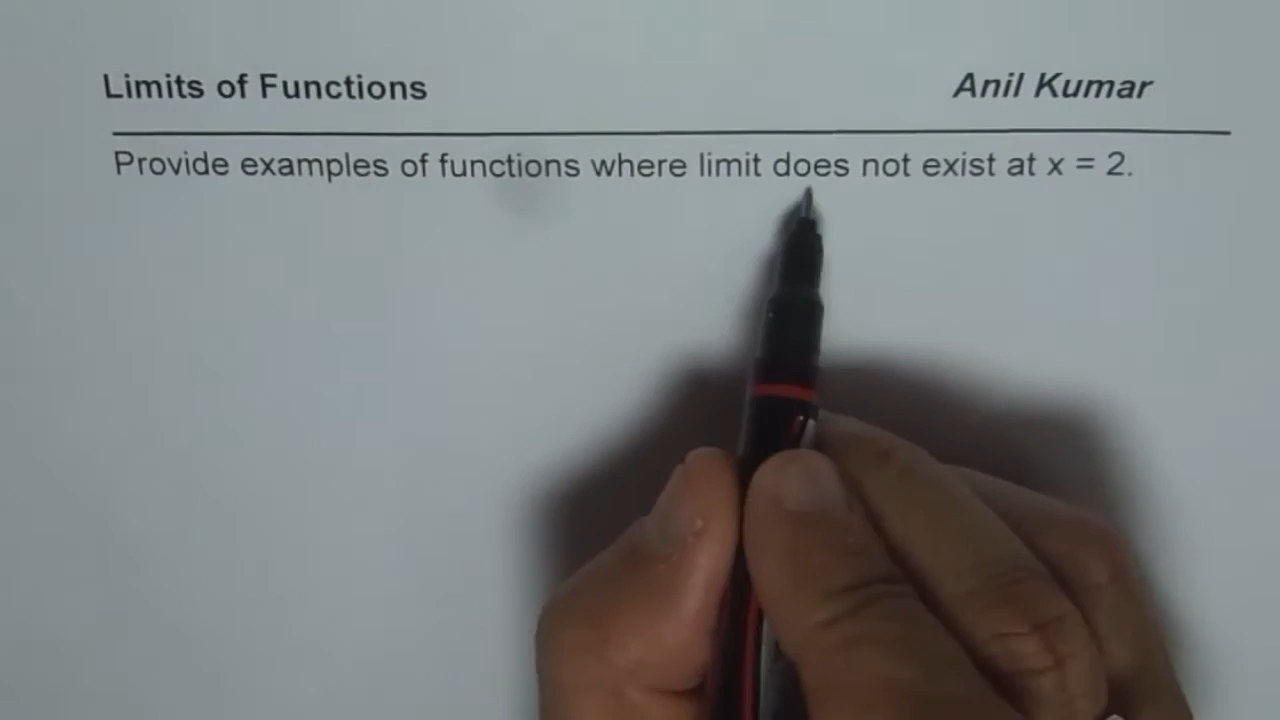 Limits of Functions
Anil Kumar
Provide examples of functions where limit does not exist at x = 2.